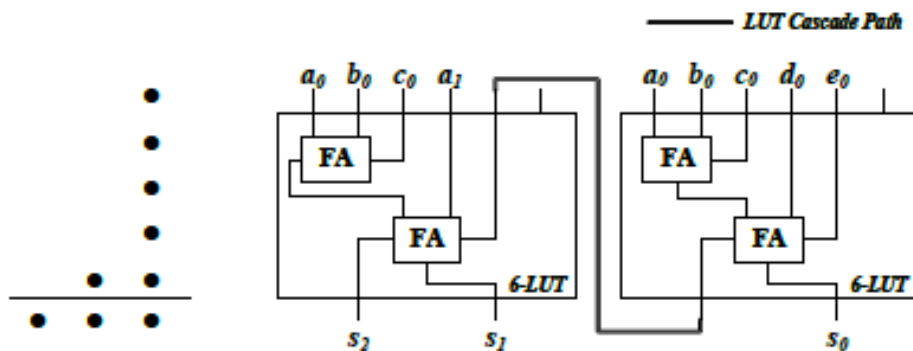 LUT Cascade Path
a₀ b₀ c₀ a₁ a₀ b₀ c₀ d₀ e₀
FA FA
FA FA
6-LUT 6-LUT
s₂ s₁ s₀